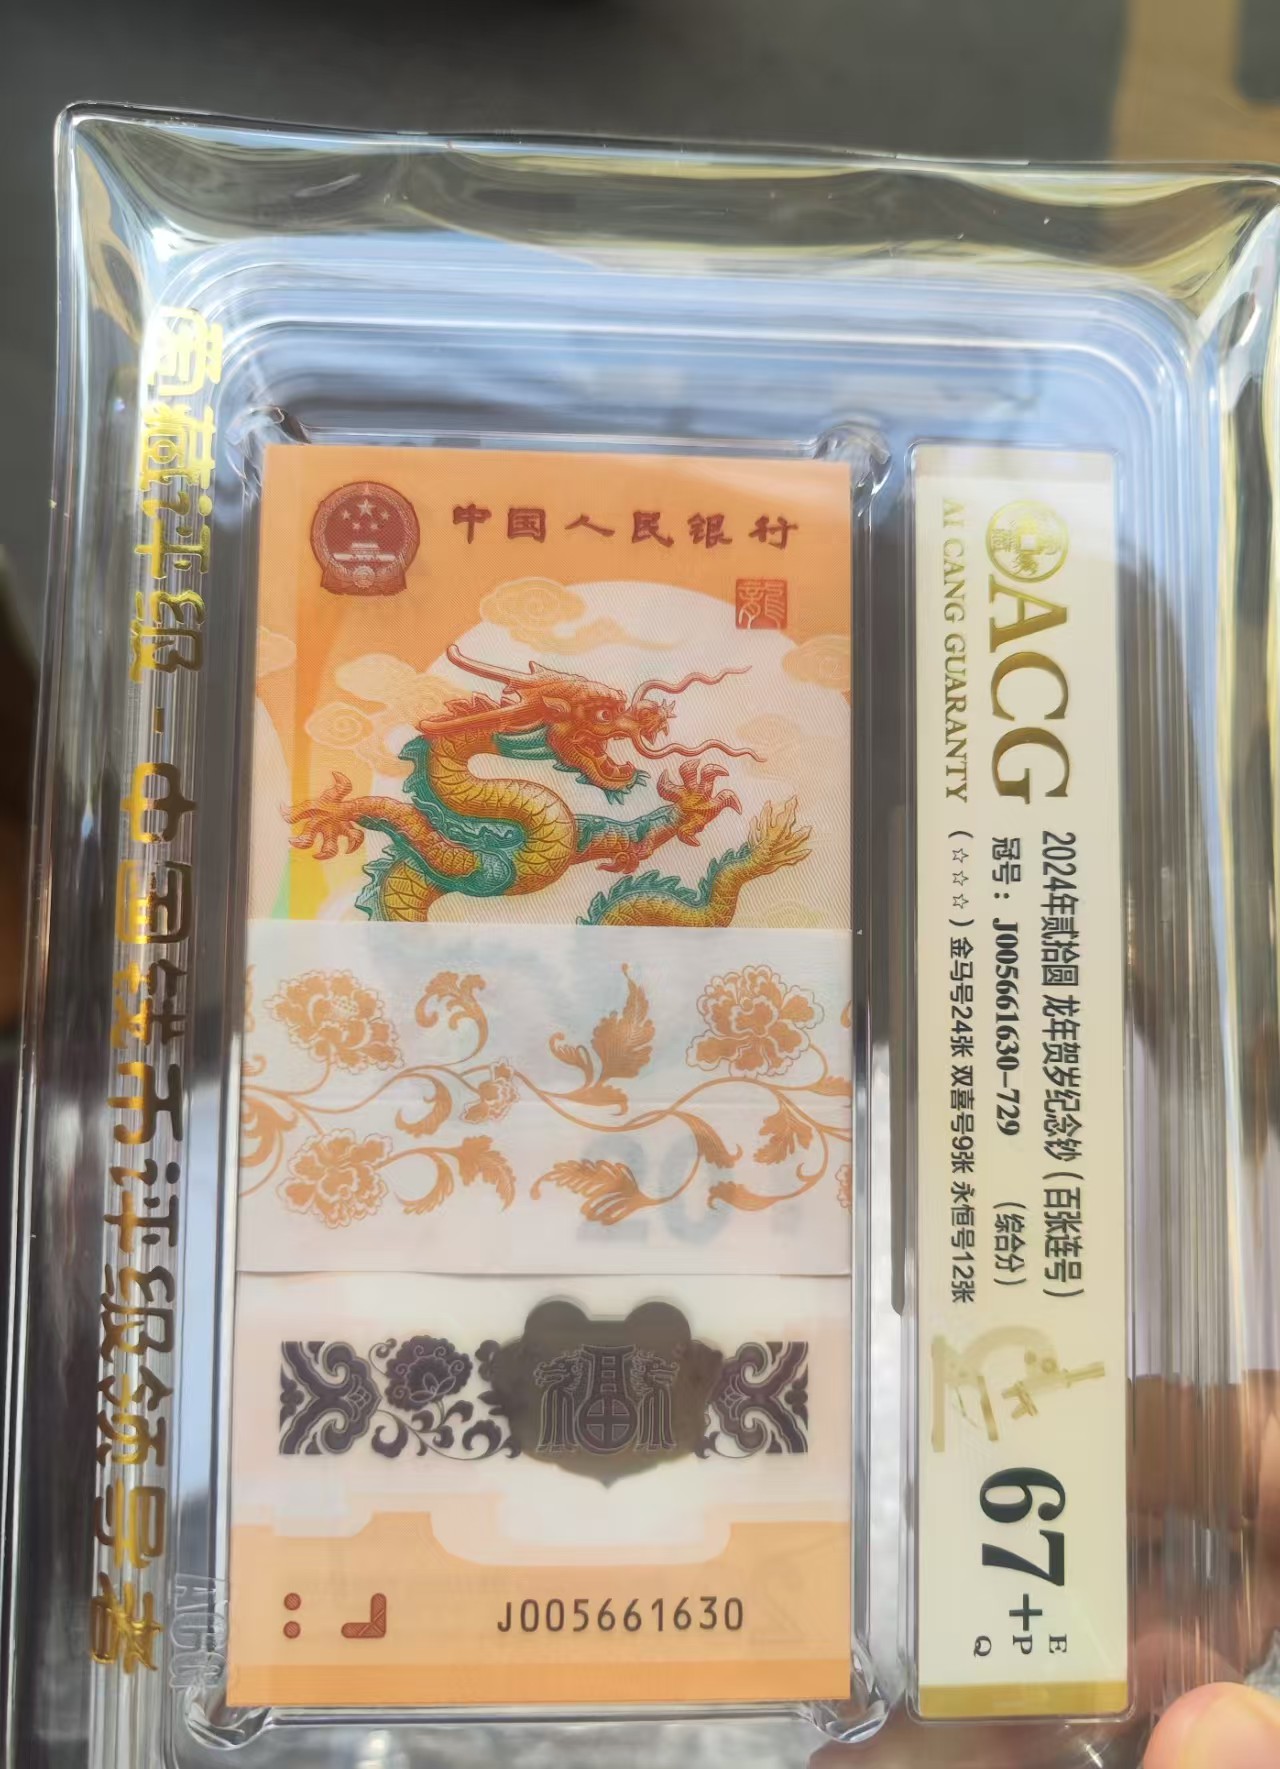 爱藏评级-中国钱币评级领导者
中国人民银行
龍
福
J005661630
ACG
AI CANG GUARANTY
2024年贰拾圆 龙年贺岁纪念钞(百张连号)
冠号:J005661630-729 (综合分)
(☆☆☆)金马号24张 双喜号9张 永恒号12张
67+
E
P
Q
ACG